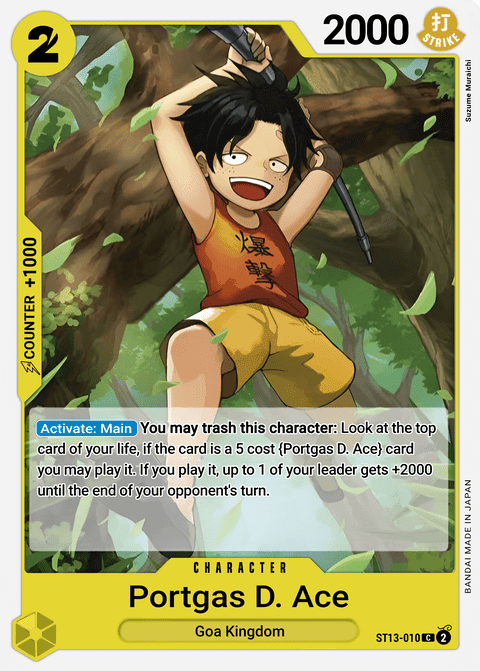 2
2000
打
STRIKE
Suzume Muraichi
爆
撃
COUNTER +1000
Activate: Main You may trash this character: Look at the top
card of your life, if the card is a 5 cost {Portgas D. Ace} card
you may play it. If you play it, up to 1 of your leader gets +2000
until the end of your opponent's turn.
BANDAI MADE IN JAPAN
CHARACTER
Portgas D. Ace
Goa Kingdom
ST13-010 C 2